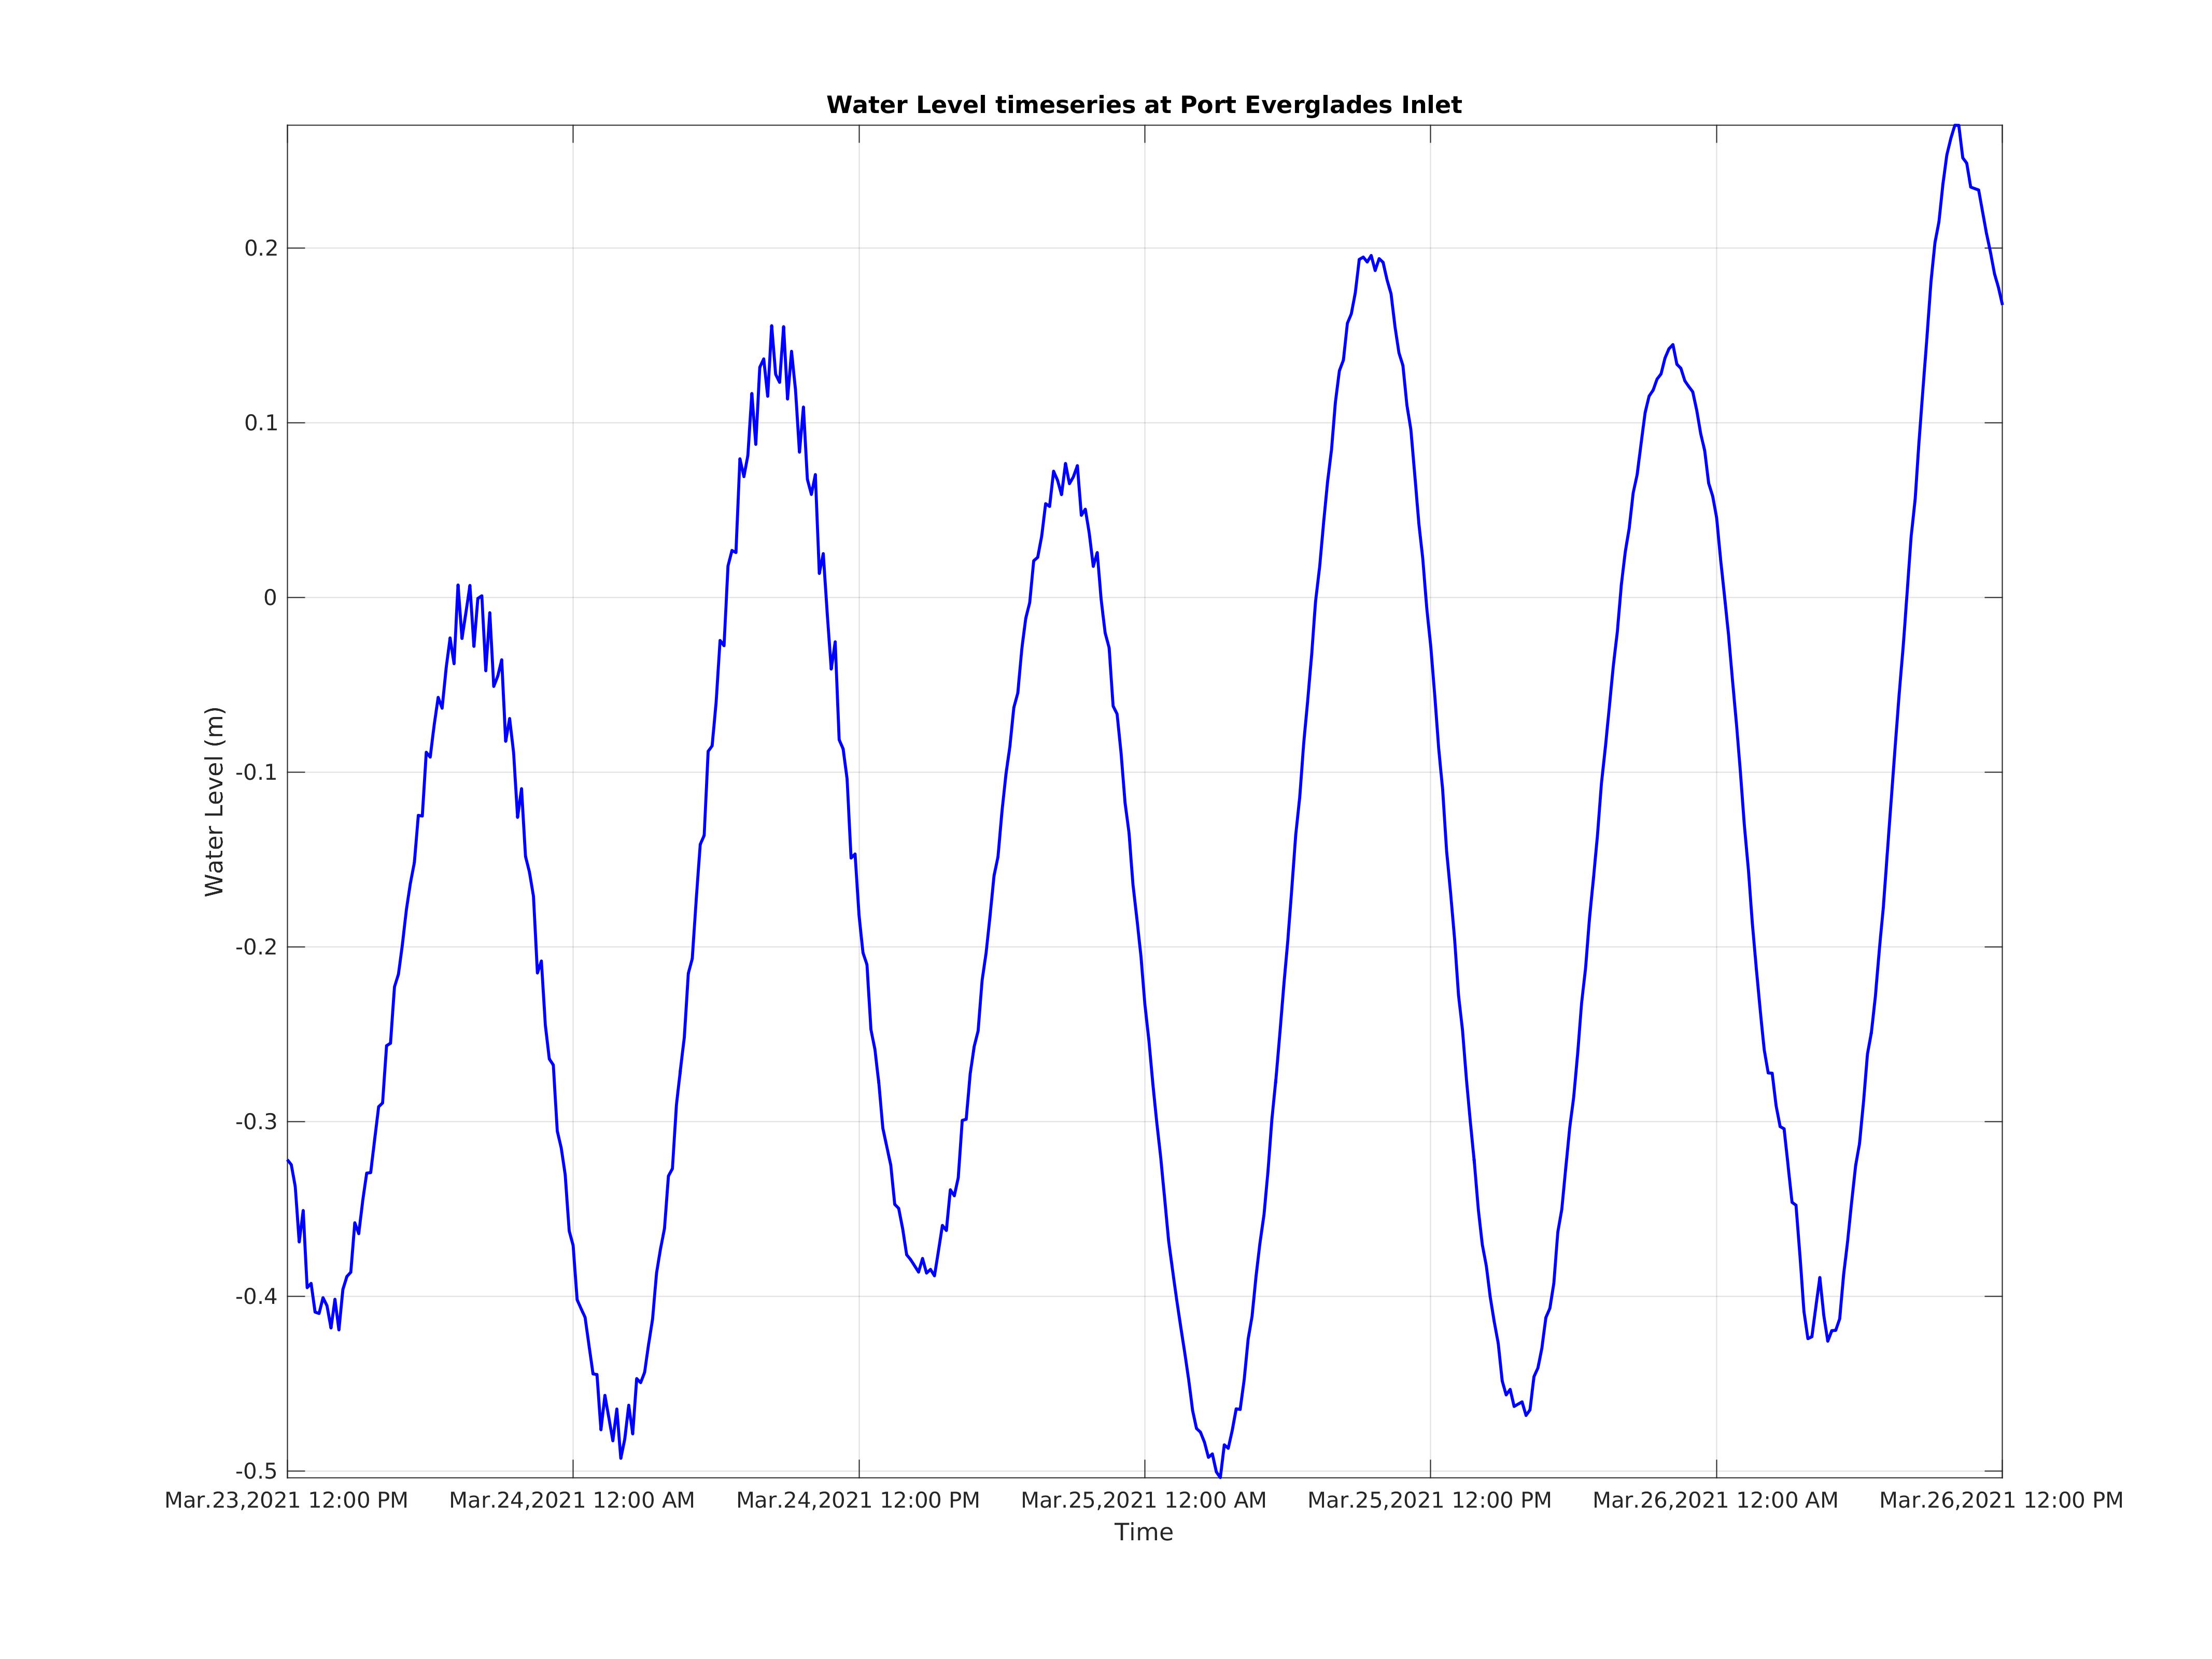 Water Level timeseries at Port Everglades Inlet
0.2
0.1
0
-0.1
-0.2
-0.3
-0.4
-0.5
Water Level (m)
Mar.23,2021 12:00 PM Mar.24,2021 12:00 AM Mar.24,2021 12:00 PM Mar.25,2021 12:00 AM Mar.25,2021 12:00 PM Mar.26,2021 12:00 AM Mar.26,2021 12:00 PM
Time